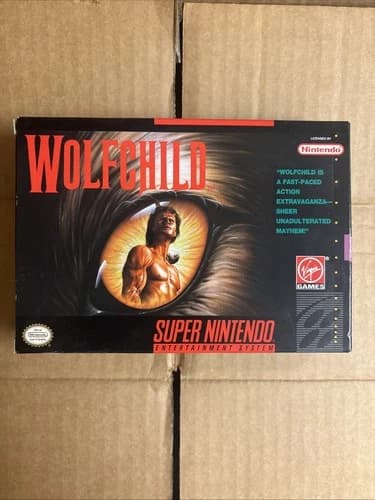 WOLFCHILD
LICENSED BY
Nintendo
"WOLFCHILD IS
A FAST-PACED
ACTION
EXTRAVAGANZA—
SHEER
UNADULTERATED
MAYHEM!"
Virgin
GAMES
SUPER NINTENDO
ENTERTAINMENT SYSTEM
Nintendo